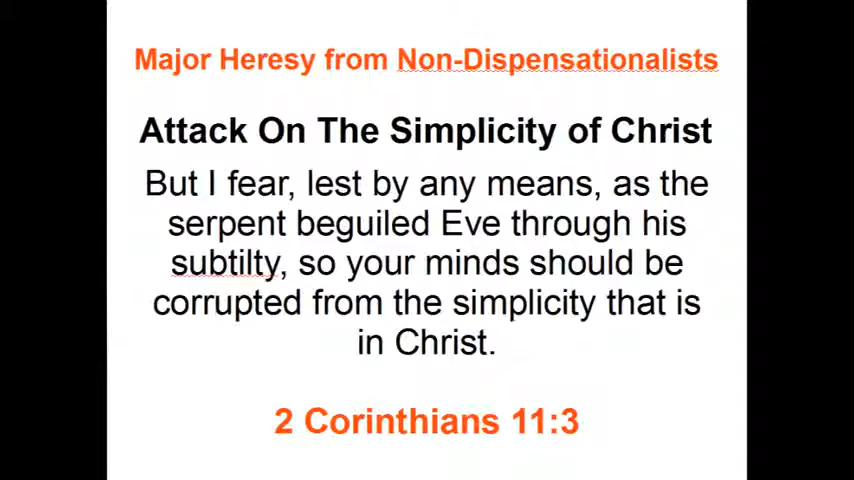 Major Heresy from Non-Dispensationalists
Attack On The Simplicity of Christ
But I fear, lest by any means, as the
serpent beguiled Eve through his
subtilty, so your minds should be
corrupted from the simplicity that is
in Christ.
2 Corinthians 11:3